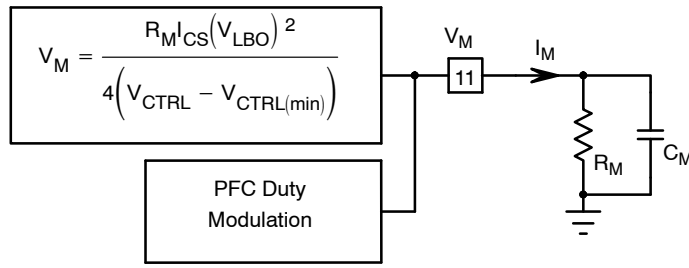 V_M = R_M I_CS (V_LBO)² / 4(V_CTRL − V_CTRL(min))
V_M
11
I_M
R_M
C_M
PFC Duty
Modulation